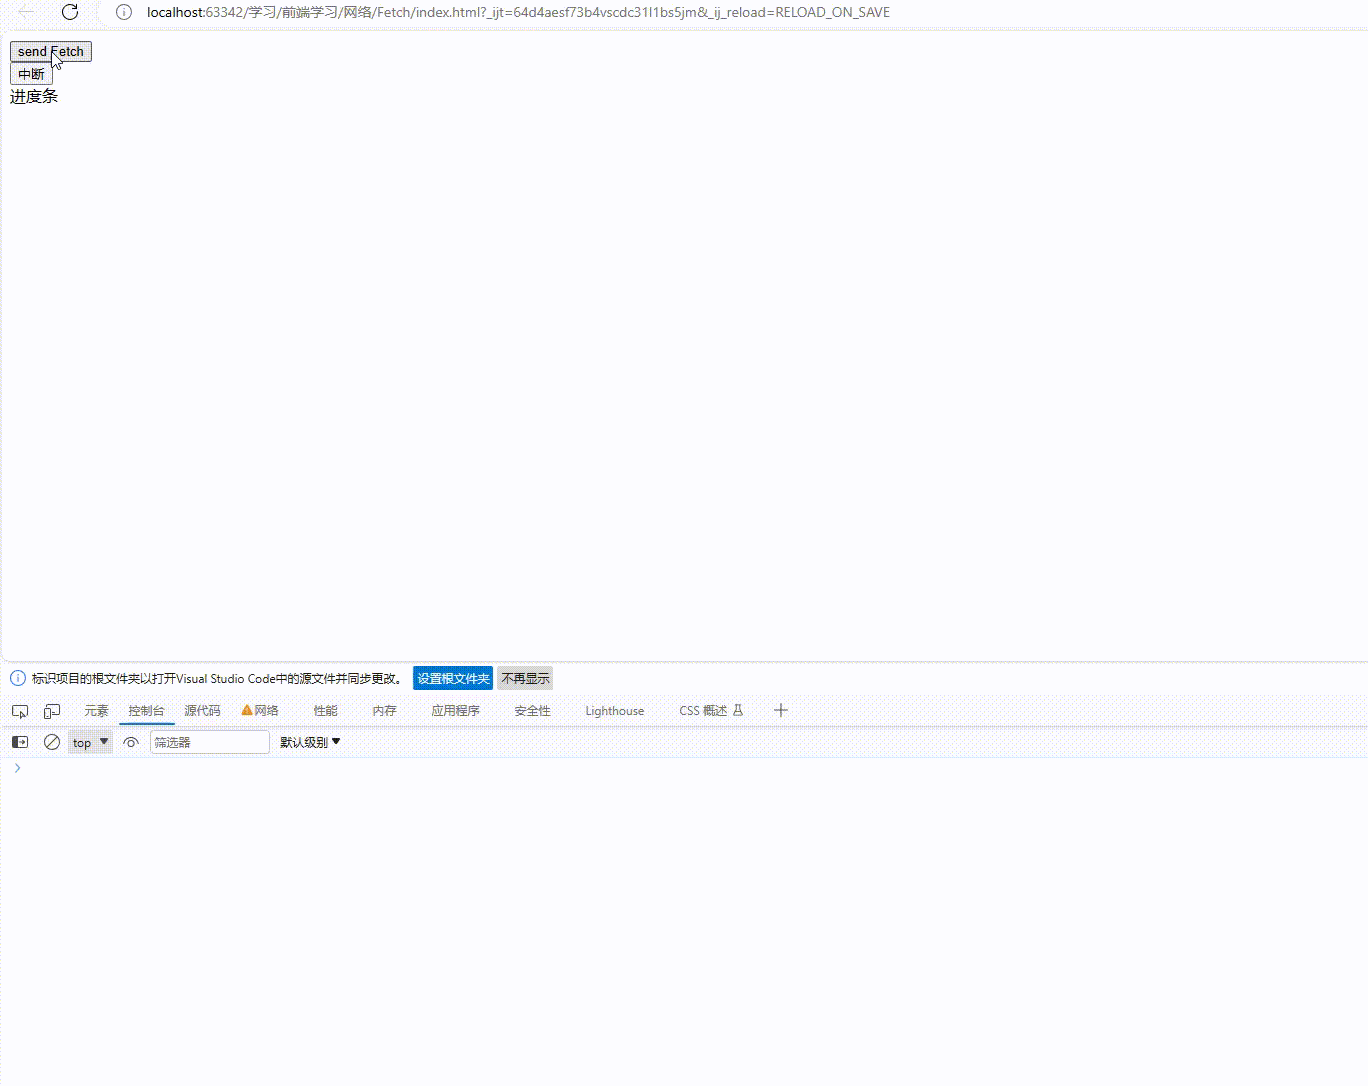 localhost:63342/学习/前端学习/网络/Fetch/index.html?_ijt=64d4aesf73b4vscdc31l1bs5jm&_ij_reload=RELOAD_ON_SAVE
send Fetch
中断
进度条
标识项目的根文件夹以打开Visual Studio Code中的源文件并同步更改。 设置根文件夹 不再显示
元素 控制台 源代码 网络 性能 内存 应用程序 安全性 Lighthouse CSS 概述
top 筛选器 默认级别